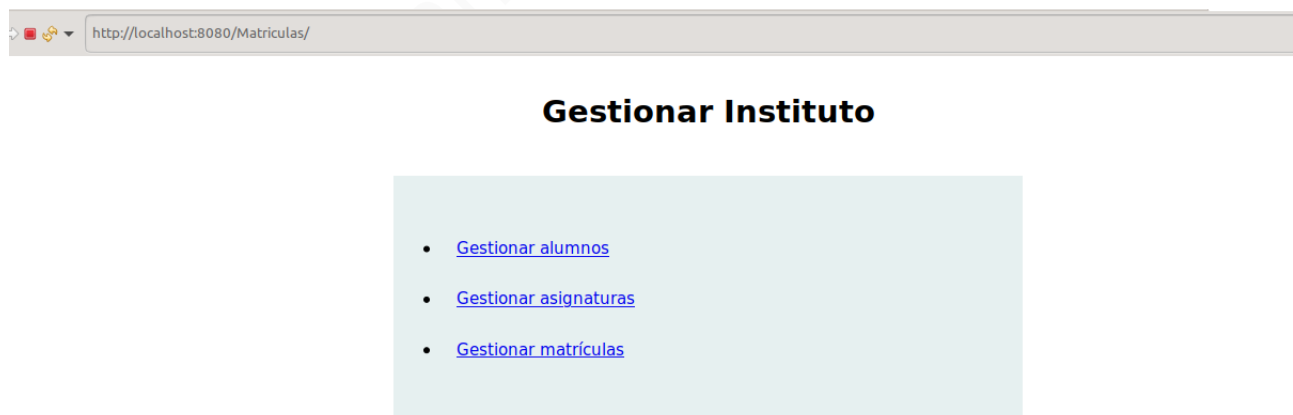 http://localhost:8080/Matriculas/
Gestionar Instituto
Gestionar alumnos
Gestionar asignaturas
Gestionar matrículas